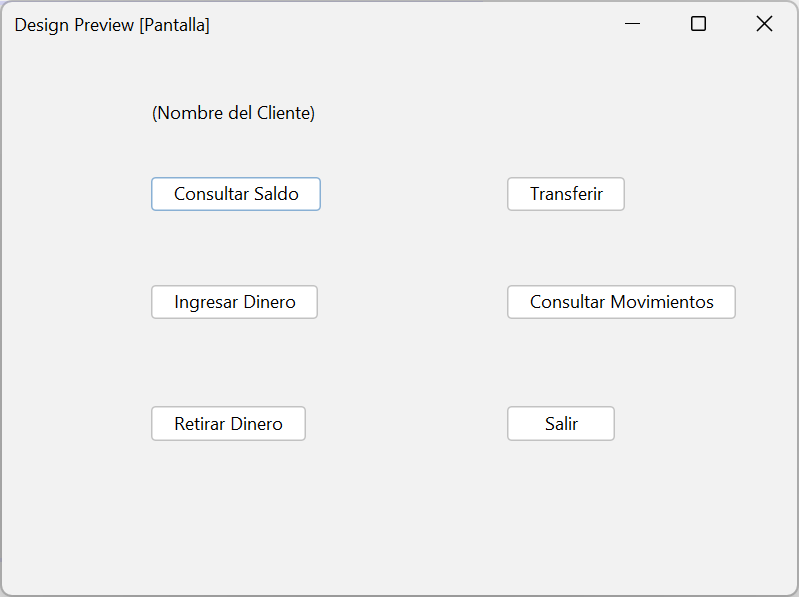 Design Preview [Pantalla]
(Nombre del Cliente)
Consultar Saldo
Transferir
Ingresar Dinero
Consultar Movimientos
Retirar Dinero
Salir